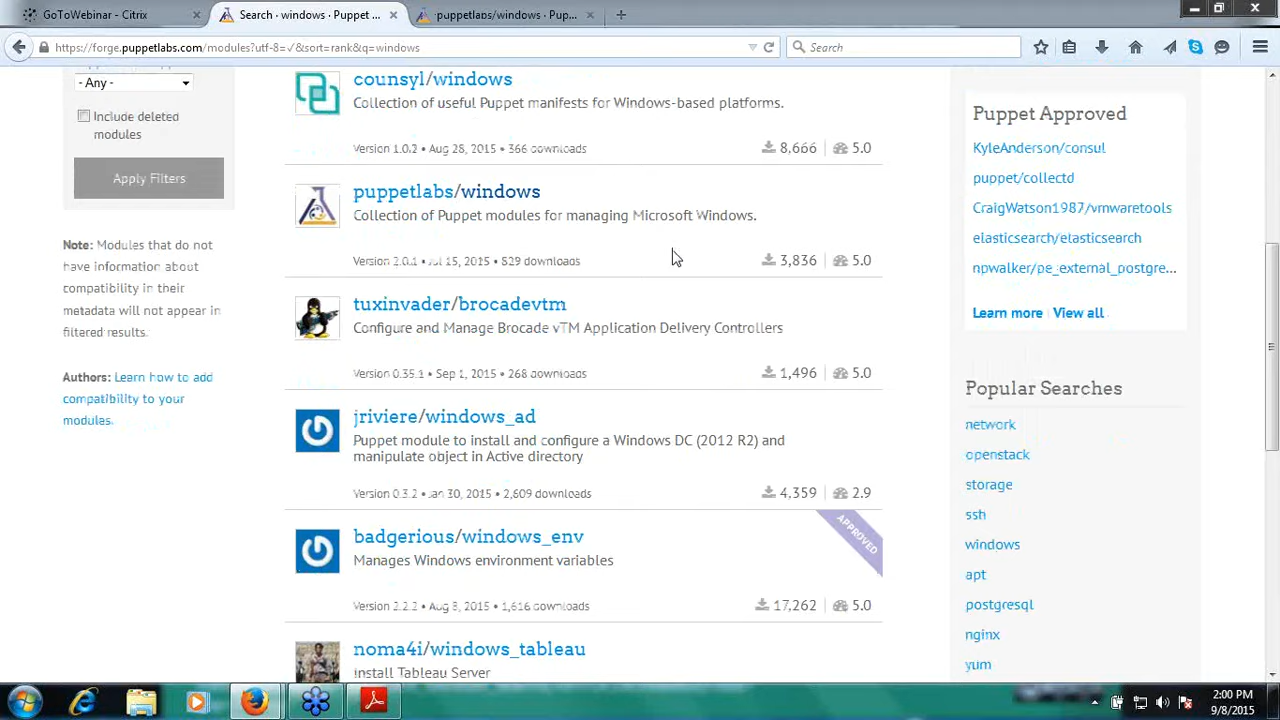 GoToWebinar - Citrix
Search · windows · Puppet ...
puppetlabs/windows · Pup...
https://forge.puppetlabs.com/modules?utf-8=✓&sort=rank&q=windows
Search
- Any -
Include deleted
modules
Apply Filters
Note: Modules that do not
have information about
compatibility in their
metadata will not appear in
filtered results.
Authors: Learn how to add
compatibility to your
modules.
counsyl/windows
Collection of useful Puppet manifests for Windows-based platforms.
Version 1.0.2 • Aug 28, 2015 • 366 downloads
8,666
5.0
puppetlabs/windows
Collection of Puppet modules for managing Microsoft Windows.
Version 2.0.1 • Jul 15, 2015 • 829 downloads
3,836
5.0
tuxinvader/brocadevtm
Configure and Manage Brocade vTM Application Delivery Controllers
Version 0.35.1 • Sep 1, 2015 • 268 downloads
1,496
5.0
jriviere/windows_ad
Puppet module to install and configure a Windows DC (2012 R2) and
manipulate object in Active directory
Version 0.3.2 • Jan 30, 2015 • 2,609 downloads
4,359
2.9
APPROVED
badgerious/windows_env
Manages Windows environment variables
Version 2.2.2 • Aug 3, 2015 • 1,616 downloads
17,262
5.0
noma4i/windows_tableau
Install Tableau Server
Puppet Approved
KyleAnderson/consul
puppet/collectd
CraigWatson1987/vmwaretools
elasticsearch/elasticsearch
npwalker/pe_external_postgre...
Learn more | View all
Popular Searches
network
openstack
storage
ssh
windows
apt
postgresql
nginx
yum
2:00 PM
9/8/2015